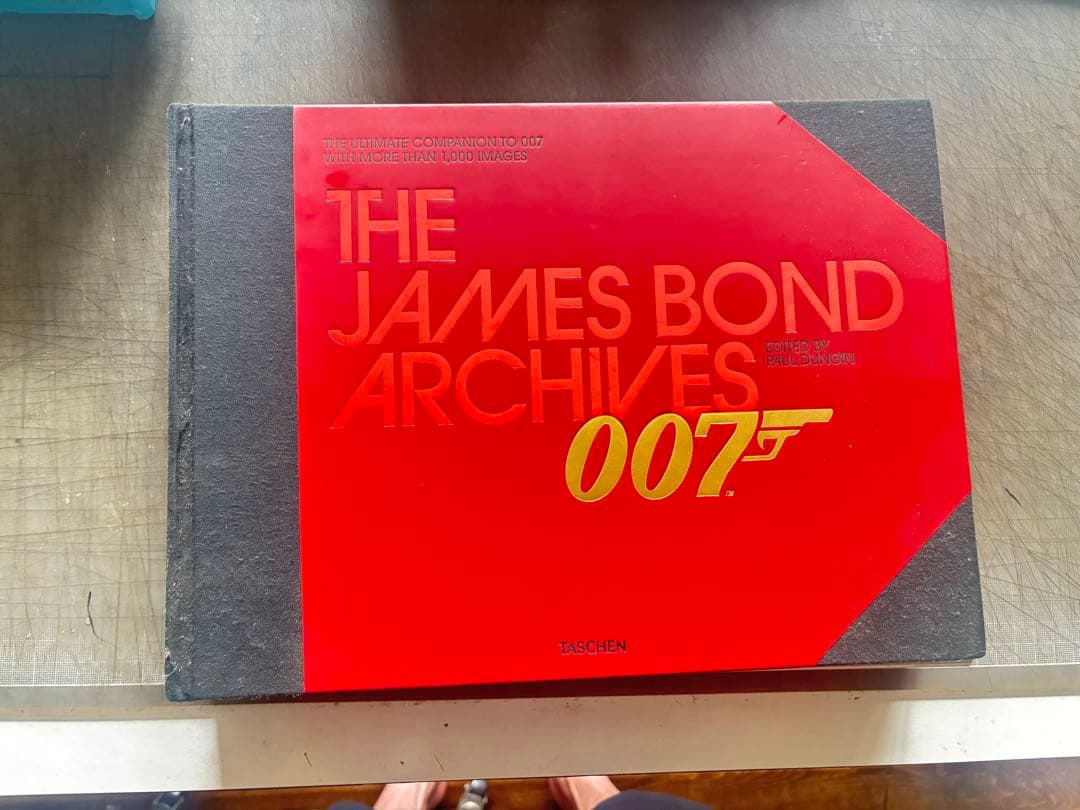 THE ULTIMATE COMPANION TO 007
WITH MORE THAN 1,000 IMAGES
THE
JAMES BOND
ARCHIVES
EDITED BY
PAUL DUNCAN
007
TM
TASCHEN